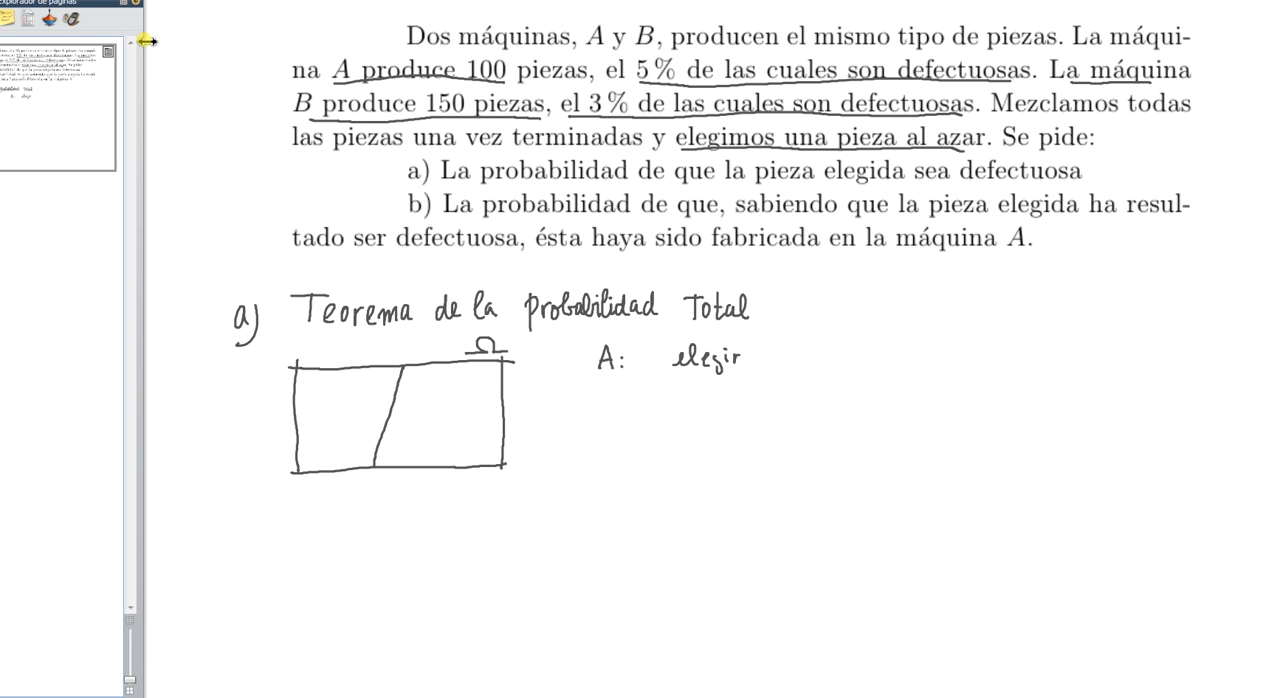 Explorador de páginas
Dos máquinas, A y B, producen el mismo tipo de piezas. La máqui-
na A produce 100 piezas, el 5 % de las cuales son defectuosas. La máquina
B produce 150 piezas, el 3 % de las cuales son defectuosas. Mezclamos todas
las piezas una vez terminadas y elegimos una pieza al azar. Se pide:
a) La probabilidad de que la pieza elegida sea defectuosa
b) La probabilidad de que, sabiendo que la pieza elegida ha resul-
tado ser defectuosa, ésta haya sido fabricada en la máquina A.
a) Teorema de la probabilidad Total
Ω
A: elegir